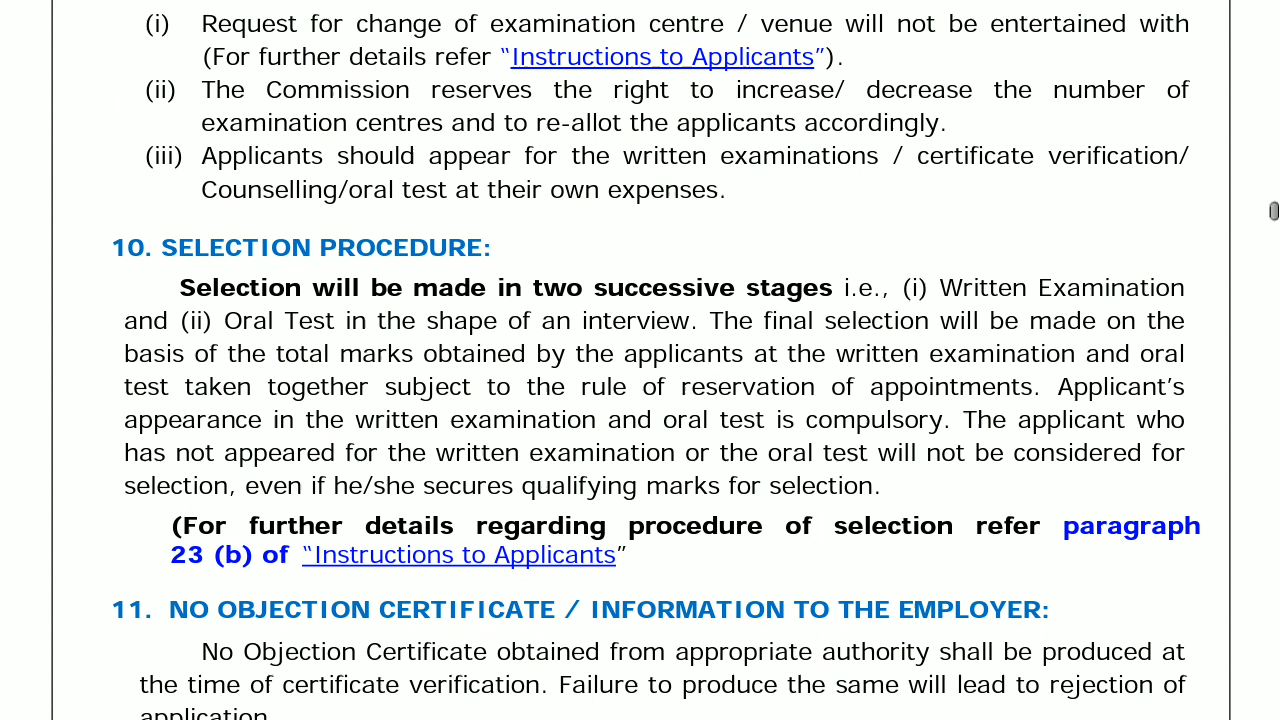 (i) Request for change of examination centre / venue will not be entertained with
(For further details refer “Instructions to Applicants”).
(ii) The Commission reserves the right to increase/ decrease the number of
examination centres and to re-allot the applicants accordingly.
(iii) Applicants should appear for the written examinations / certificate verification/
Counselling/oral test at their own expenses.
10. SELECTION PROCEDURE:
Selection will be made in two successive stages i.e., (i) Written Examination
and (ii) Oral Test in the shape of an interview. The final selection will be made on the
basis of the total marks obtained by the applicants at the written examination and oral
test taken together subject to the rule of reservation of appointments. Applicant’s
appearance in the written examination and oral test is compulsory. The applicant who
has not appeared for the written examination or the oral test will not be considered for
selection, even if he/she secures qualifying marks for selection.
(For further details regarding procedure of selection refer paragraph
23 (b) of “Instructions to Applicants”
11. NO OBJECTION CERTIFICATE / INFORMATION TO THE EMPLOYER:
No Objection Certificate obtained from appropriate authority shall be produced at
the time of certificate verification. Failure to produce the same will lead to rejection of
application.